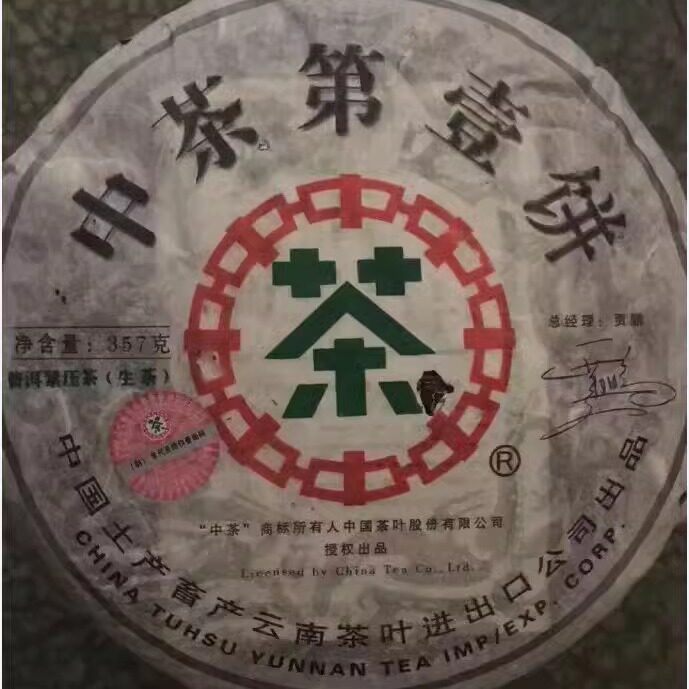 中茶第壹饼
茶
净含量：357克
普洱紧压茶（生茶）
总经理：贡鹏
®
"中茶"商标所有人中国茶叶股份有限公司
授权出品
Licensed by China Tea Co., Ltd.
中国土产畜产云南茶叶进出口公司出品
CHINA TUHSU YUNNAN TEA IMP/EXP. CORP.